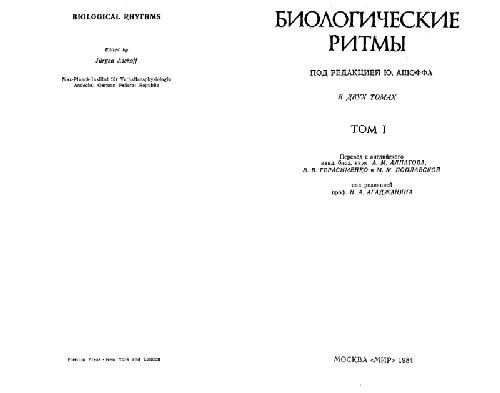 BIOLOGICAL RHYTHMS
Edited by
Jürgen Aschoff
Max-Planck-Institut für Verhaltensphysiologie
Andechs, German Federal Republic
Plenum Press • New York and London
БИОЛОГИЧЕСКИЕ
РИТМЫ
ПОД РЕДАКЦИЕЙ Ю. АШОФФА
В ДВУХ ТОМАХ
ТОМ I
Перевод с английского
канд. биол. наук А. М. АЛПАТОВА,
В. В. ГЕРАСИМЕНКО и М. М. ПОПЛАВСКОЙ
под редакцией
проф. Н. А. АГАДЖАНЯНА
МОСКВА «МИР» 1984